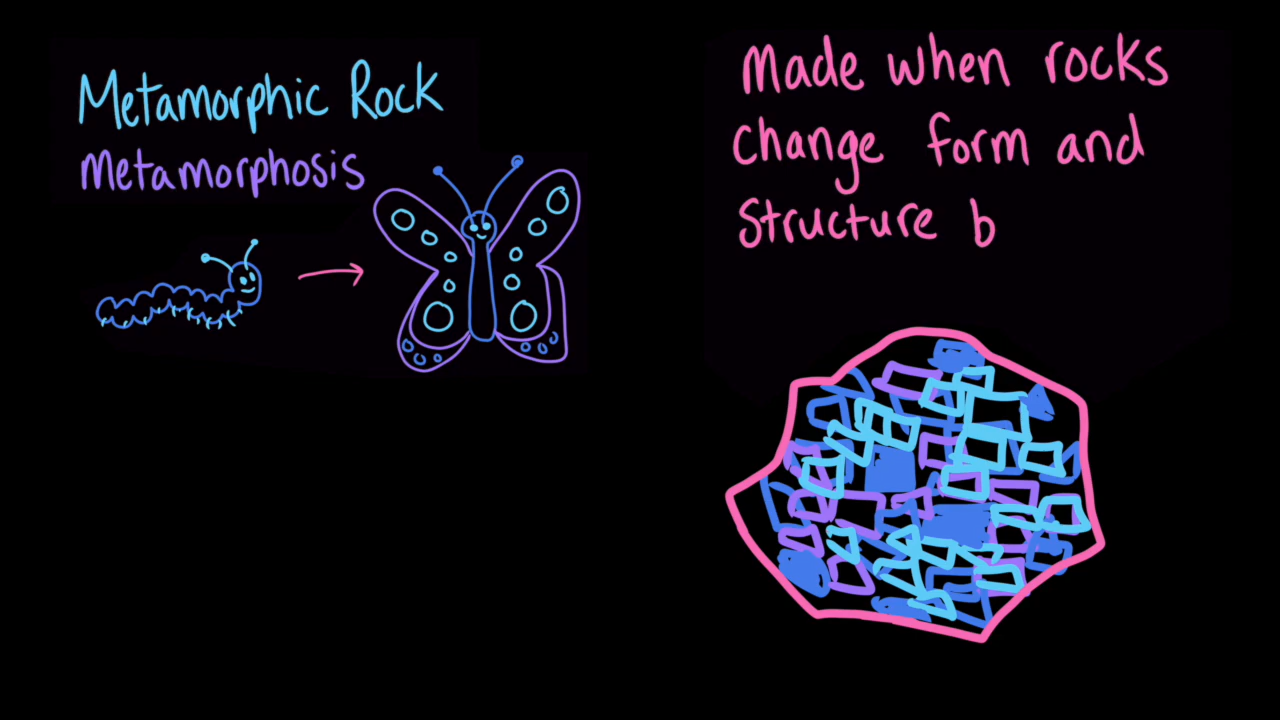 Metamorphic Rock
Metamorphosis
Made when rocks
change form and
structure b